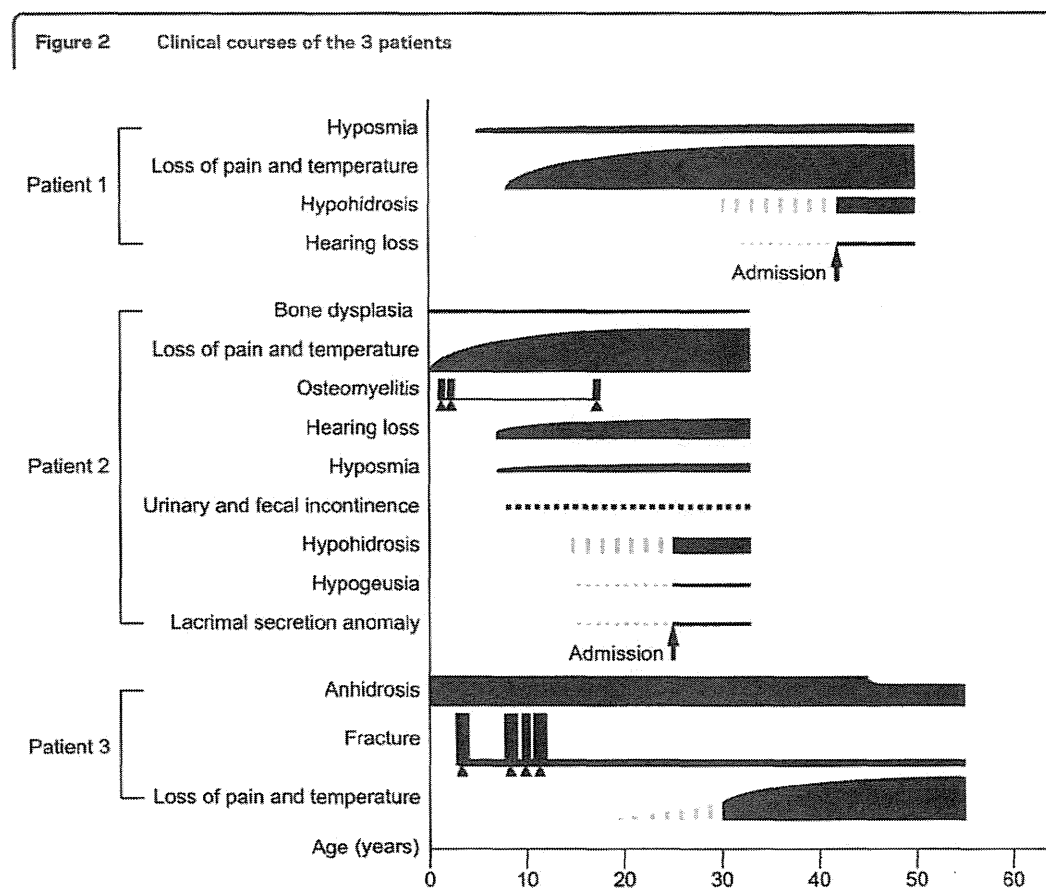 Figure 2 Clinical courses of the 3 patients
Patient 1
Hyposmia
Loss of pain and temperature
Hypohidrosis
Hearing loss
Admission
Patient 2
Bone dysplasia
Loss of pain and temperature
Osteomyelitis
Hearing loss
Hyposmia
Urinary and fecal incontinence
Hypohidrosis
Hypogeusia
Lacrimal secretion anomaly
Admission
Patient 3
Anhidrosis
Fracture
Loss of pain and temperature
Age (years)
0 10 20 30 40 50 60